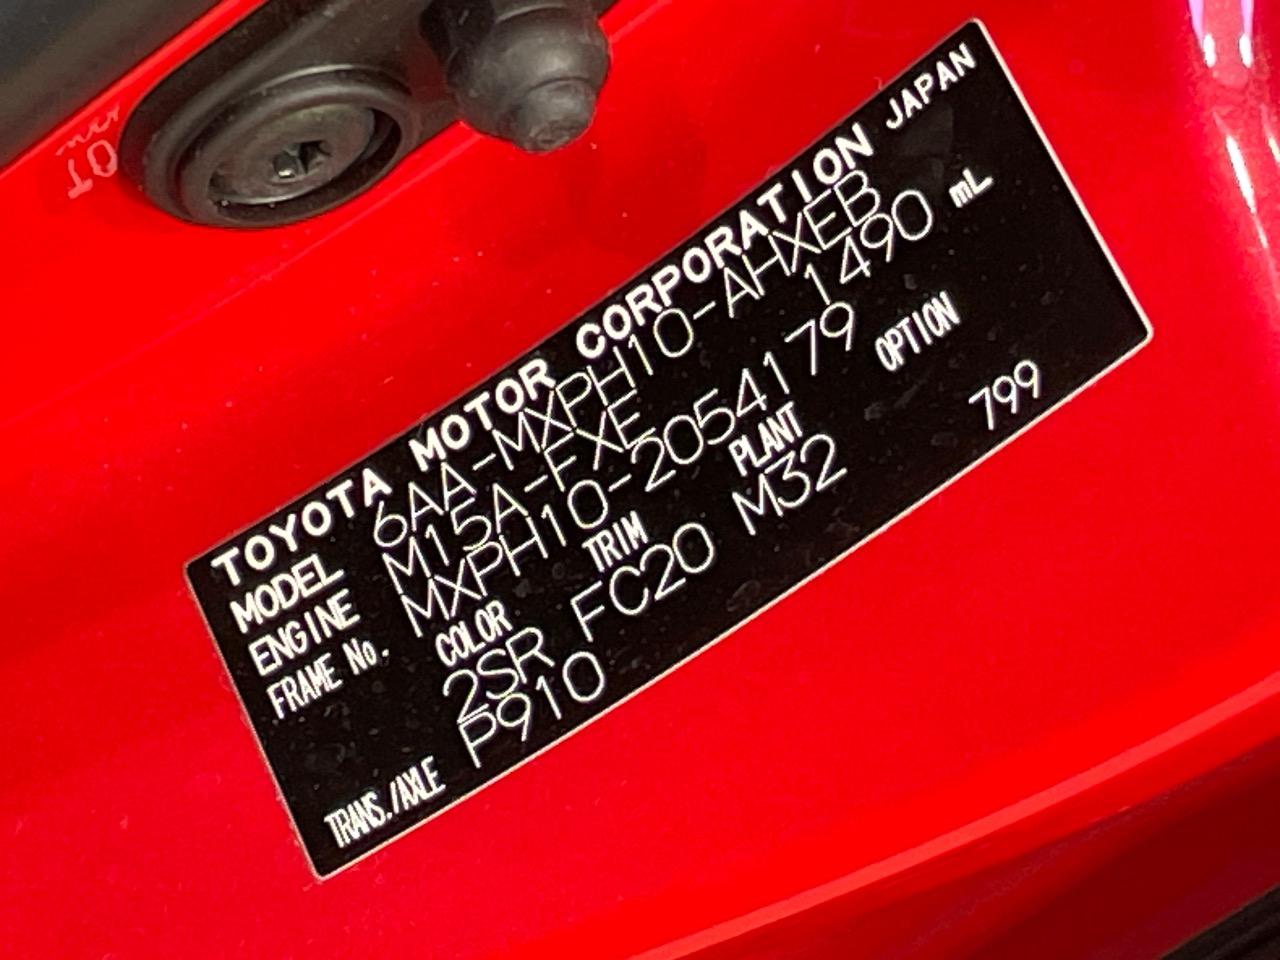 TOYOTA MOTOR CORPORATION JAPAN
MODEL 6AA-MXPH10-AHXEB
ENGINE M15A-FXE 1490 mL
FRAME No. MXPH10-2054179
COLOR TRIM PLANT OPTION
2SR FC20 M32 799
TRANS./AXLE P910